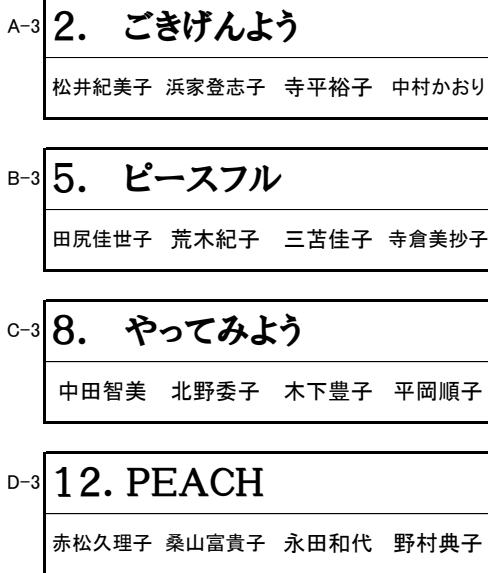 A-3 2. ごきげんよう
松井紀美子 浜家登志子 寺平裕子 中村かおり
B-3 5. ピースフル
田尻佳世子 荒木紀子 三苫佳子 寺倉美抄子
C-3 8. やってみよう
中田智美 北野委子 木下豊子 平岡順子
D-3 12. PEACH
赤松久理子 桑山富貴子 永田和代 野村典子